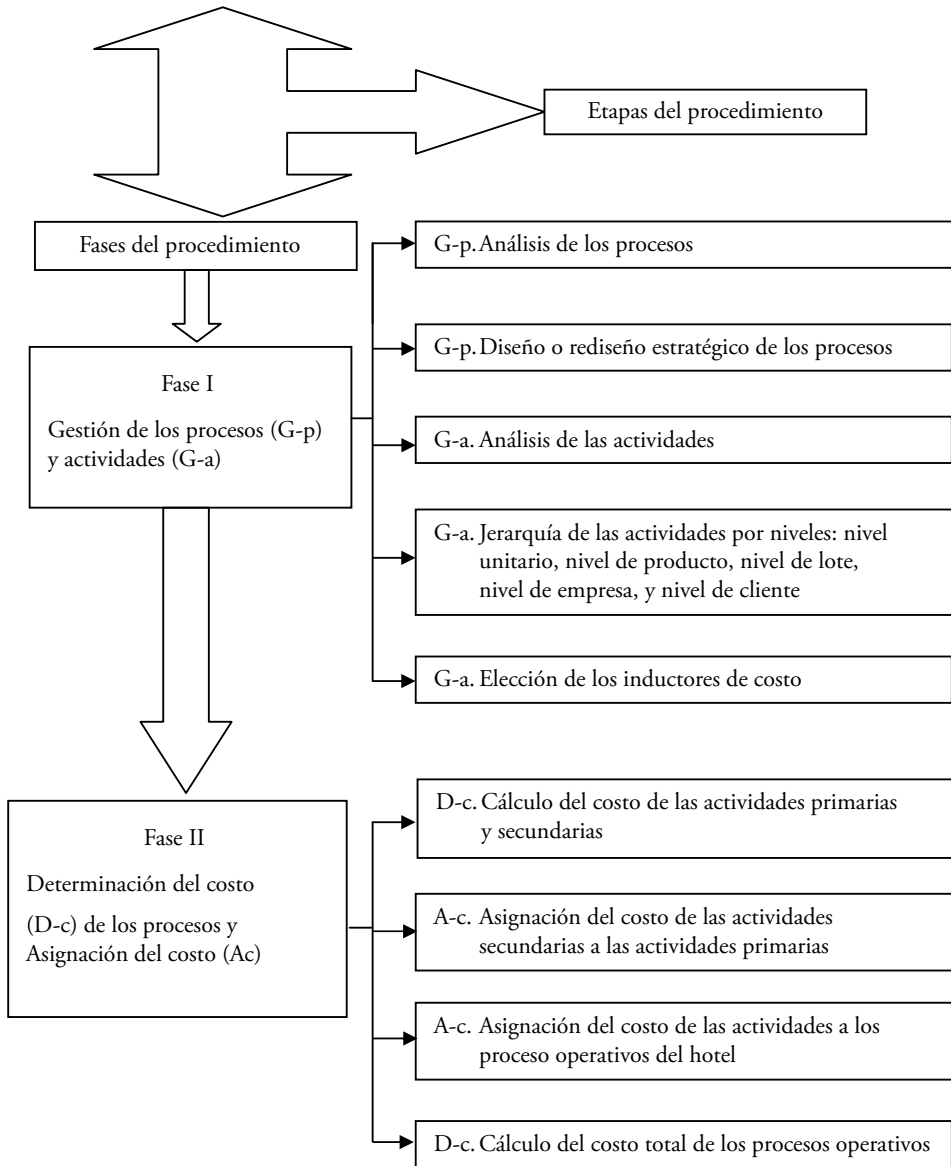 Etapas del procedimiento
Fases del procedimiento
Fase I
Gestión de los procesos (G-p)
y actividades (G-a)
G-p. Análisis de los procesos
G-p. Diseño o rediseño estratégico de los procesos
G-a. Análisis de las actividades
G-a. Jerarquía de las actividades por niveles: nivel
unitario, nivel de producto, nivel de lote,
nivel de empresa, y nivel de cliente
G-a. Elección de los inductores de costo
Fase II
Determinación del costo
(D-c) de los procesos y
Asignación del costo (Ac)
D-c. Cálculo del costo de las actividades primarias
y secundarias
A-c. Asignación del costo de las actividades
secundarias a las actividades primarias
A-c. Asignación del costo de las actividades a los
proceso operativos del hotel
D-c. Cálculo del costo total de los procesos operativos